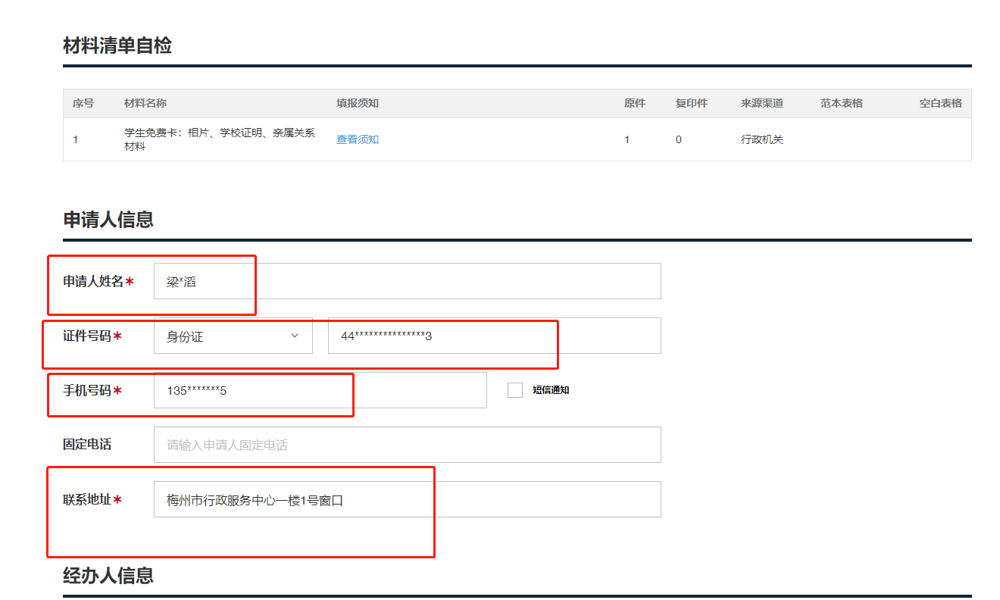 材料清单自检
序号 材料名称 填报须知 原件 复印件 来源渠道 范本表格 空白表格
1 学生免费卡：相片、学校证明、亲属关系 查看须知 1 0 行政机关
材料
申请人信息
申请人姓名* 梁*滔
证件号码* 身份证 44***************3
手机号码* 135*******5 短信通知
固定电话 请输入申请人固定电话
联系地址* 梅州市行政服务中心一楼1号窗口
经办人信息